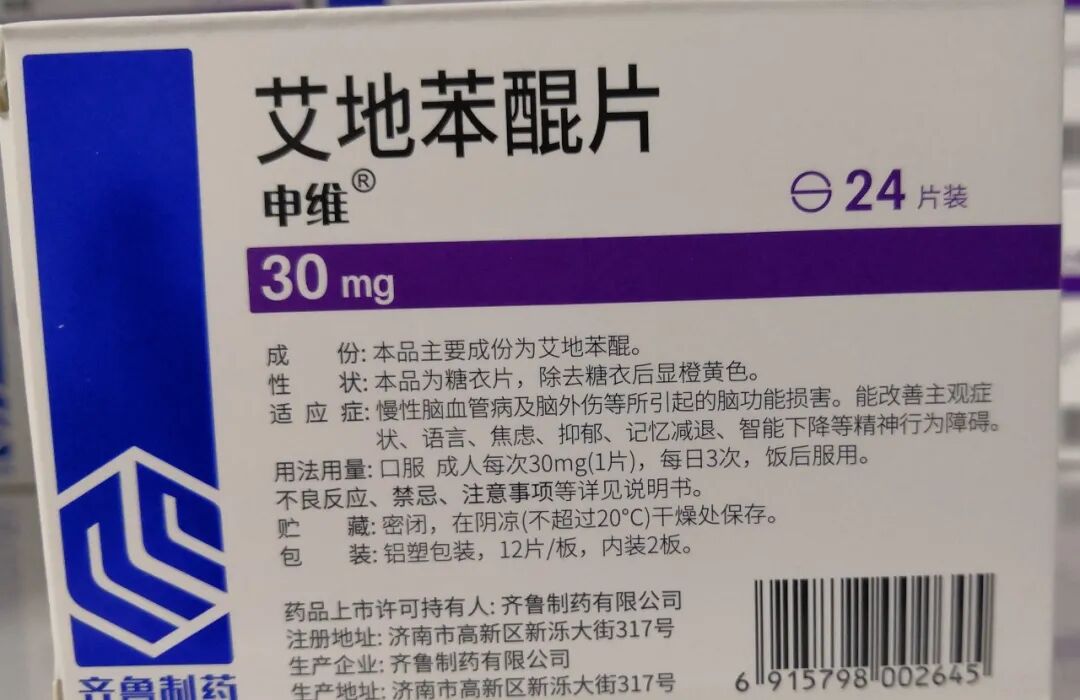 艾地苯醌片
申维®
24片装
30 mg
成 份: 本品主要成份为艾地苯醌。
性 状: 本品为糖衣片，除去糖衣后显橙黄色。
适 应 症: 慢性脑血管病及脑外伤等所引起的脑功能损害。能改善主观症
状、语言、焦虑、抑郁、记忆减退、智能下降等精神行为障碍。
用法用量: 口服 成人每次30mg(1片)，每日3次，饭后服用。
不良反应、禁忌、注意事项等详见说明书。
贮 藏: 密闭，在阴凉(不超过20℃)干燥处保存。
包 装: 铝塑包装，12片/板，内装2板。
药品上市许可持有人: 齐鲁制药有限公司
注册地址: 济南市高新区新泺大街317号
生产企业: 齐鲁制药有限公司
生产地址: 济南市高新区新泺大街317号
6 915798 002645
齐鲁制药